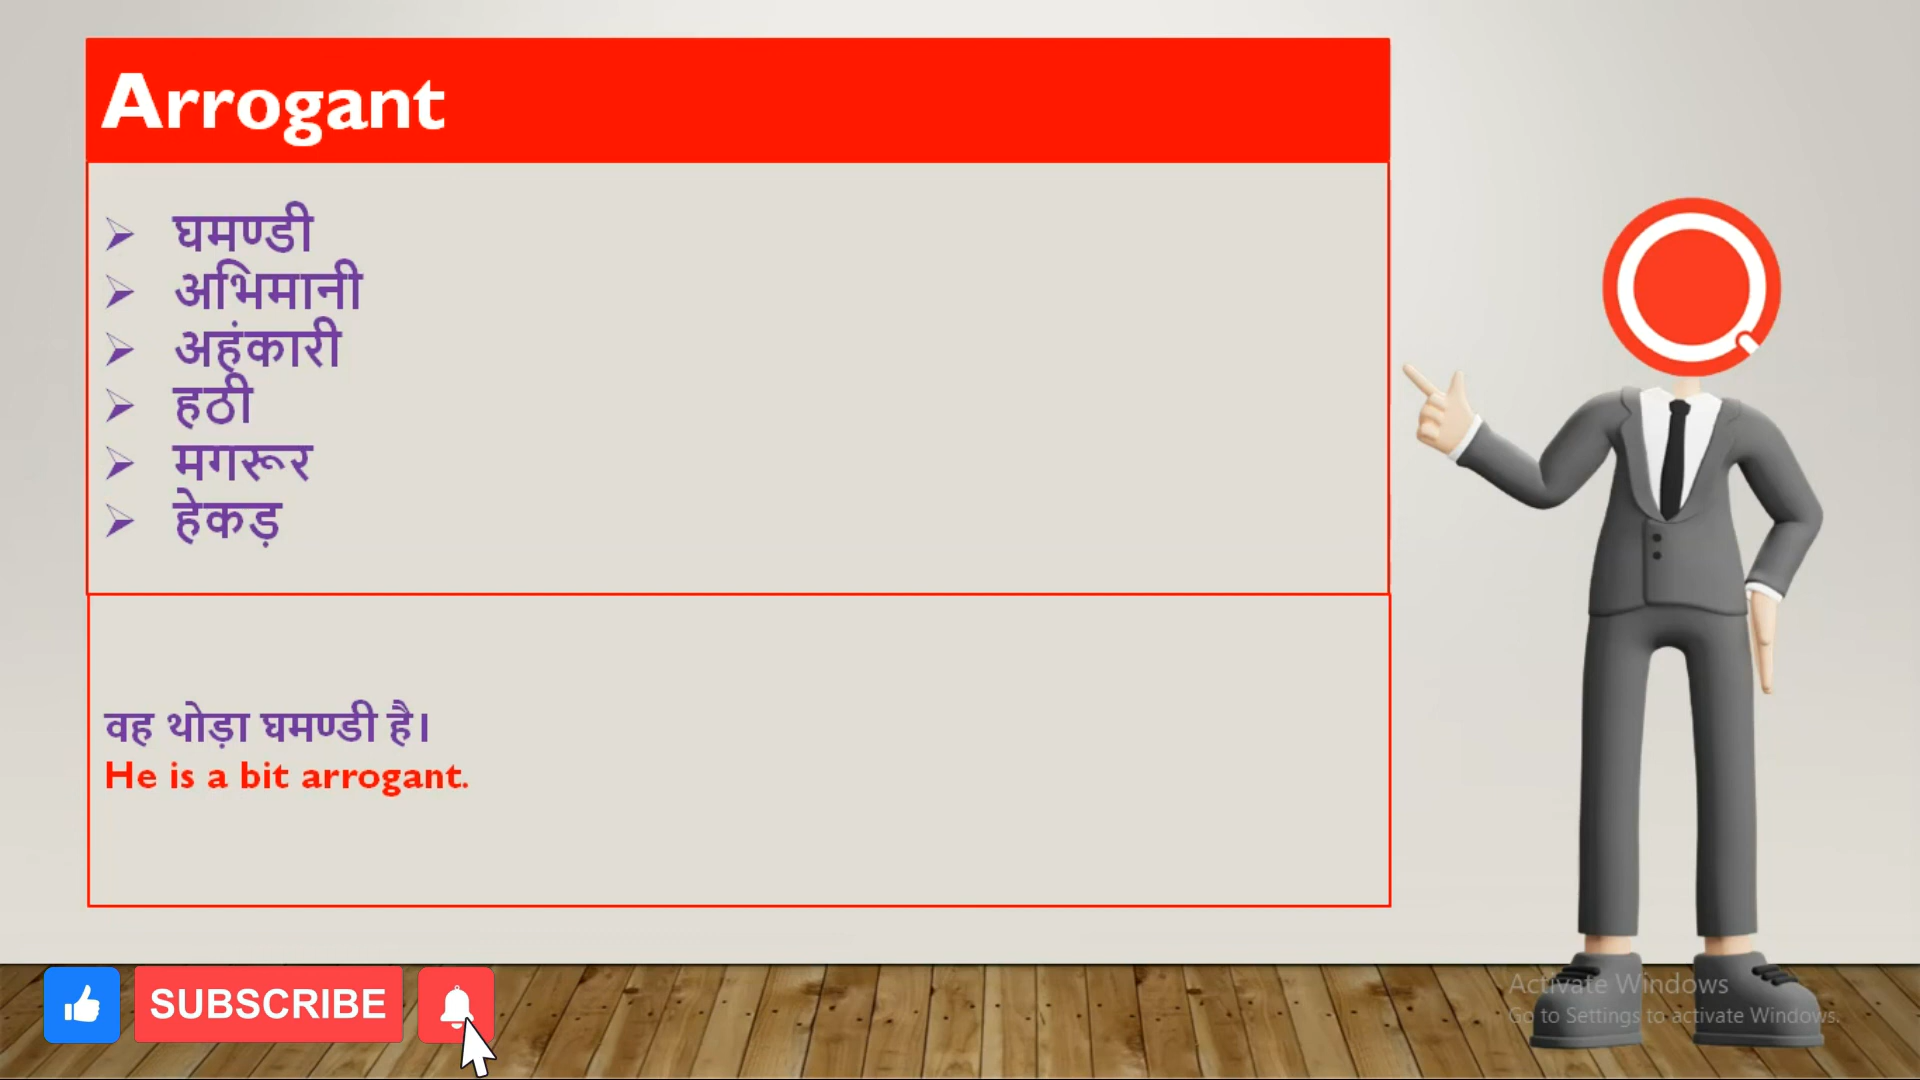 Arrogant
घमण्डी
अभिमानी
अहंकारी
हठी
मगरूर
हेकड़
वह थोड़ा घमण्डी है।
He is a bit arrogant.
SUBSCRIBE
Activate Windows
Go to Settings to activate Windows.